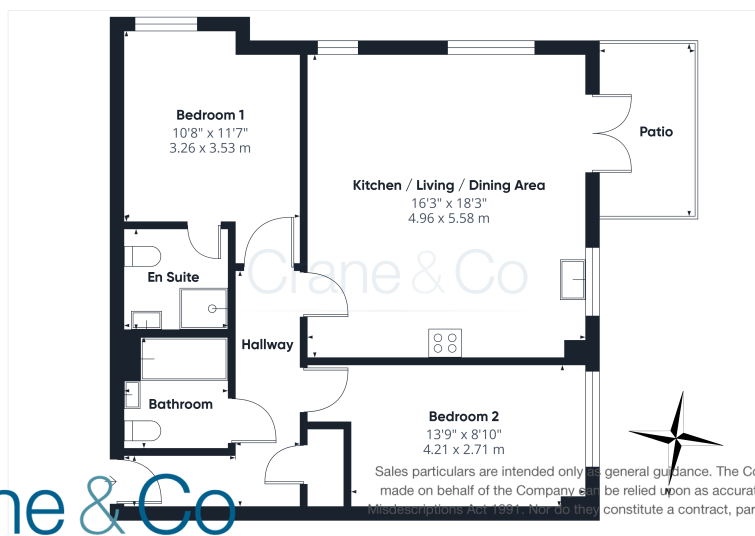 Bedroom 1
10'8" x 11'7"
3.26 x 3.53 m
Patio
Kitchen / Living / Dining Area
16'3" x 18'3"
4.96 x 5.58 m
En Suite
Crane & Co
Hallway
Bathroom
Bedroom 2
13'9" x 8'10"
4.21 x 2.71 m
Sales particulars are intended only as general guidance. The Co
made on behalf of the Company can be relied upon as accurat
Misdescriptions Act 1991. Nor do they constitute a contract, par
ne & Co